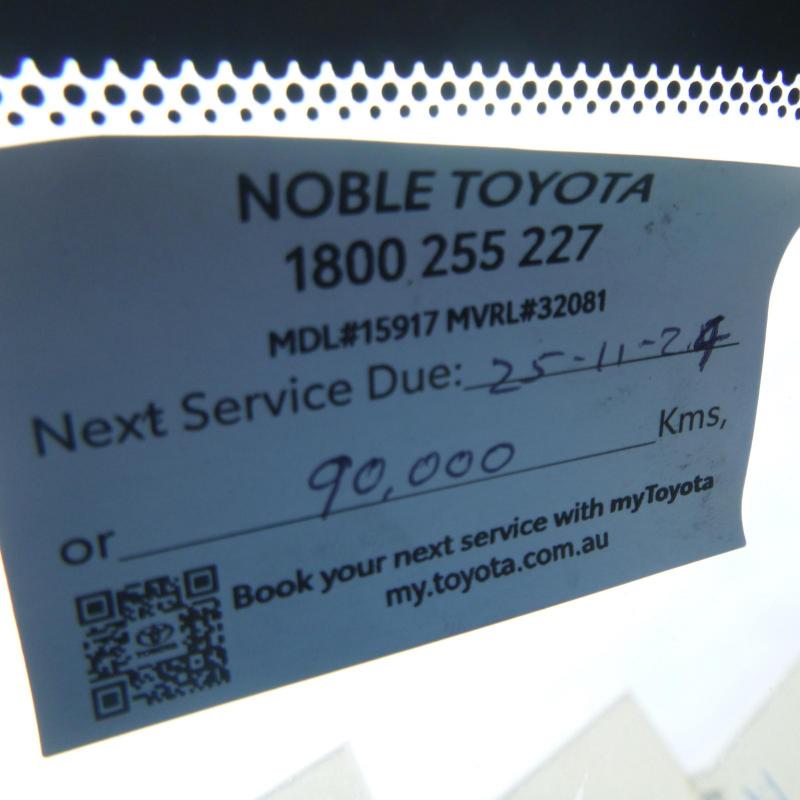 NOBLE TOYOTA
1800 255 227
MDL#15917 MVRL#32081
Next Service Due: 25-11-24
or 90,000 Kms,
Book your next service with myToyota
my.toyota.com.au